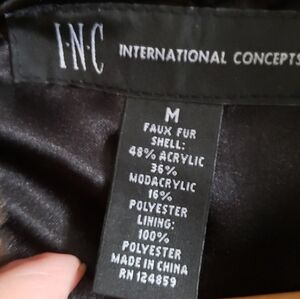 I.N.C INTERNATIONAL CONCEPTS
M
FAUX FUR
SHELL:
48% ACRYLIC
36%
MODACRYLIC
16%
POLYESTER
LINING:
100%
POLYESTER
MADE IN CHINA
RN 124859